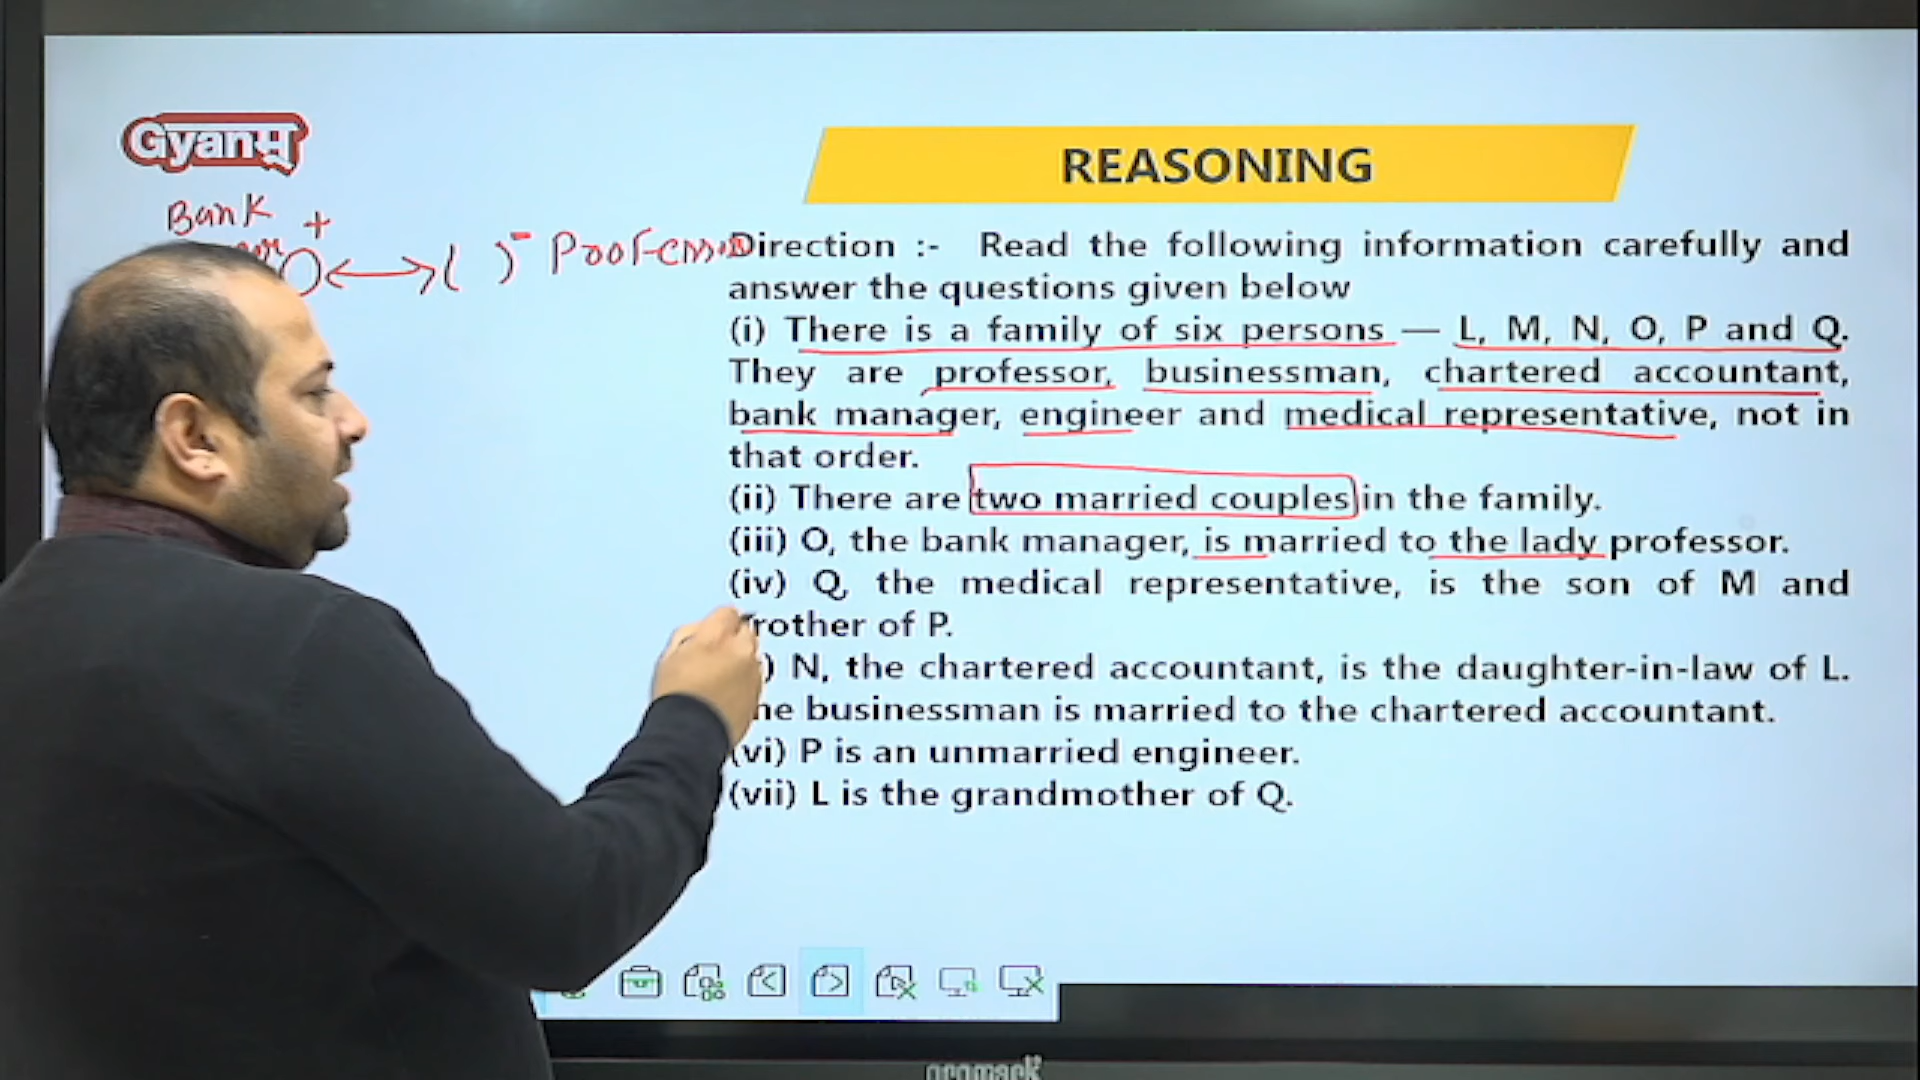 Gyanम्
REASONING
Bank +
O ⟷ ( ) - Professor
Direction :- Read the following information carefully and
answer the questions given below
(i) There is a family of six persons — L, M, N, O, P and Q.
They are professor, businessman, chartered accountant,
bank manager, engineer and medical representative, not in
that order.
(ii) There are two married couples in the family.
(iii) O, the bank manager, is married to the lady professor.
(iv) Q, the medical representative, is the son of M and
rother of P.
) N, the chartered accountant, is the daughter-in-law of L.
he businessman is married to the chartered accountant.
(vi) P is an unmarried engineer.
(vii) L is the grandmother of Q.